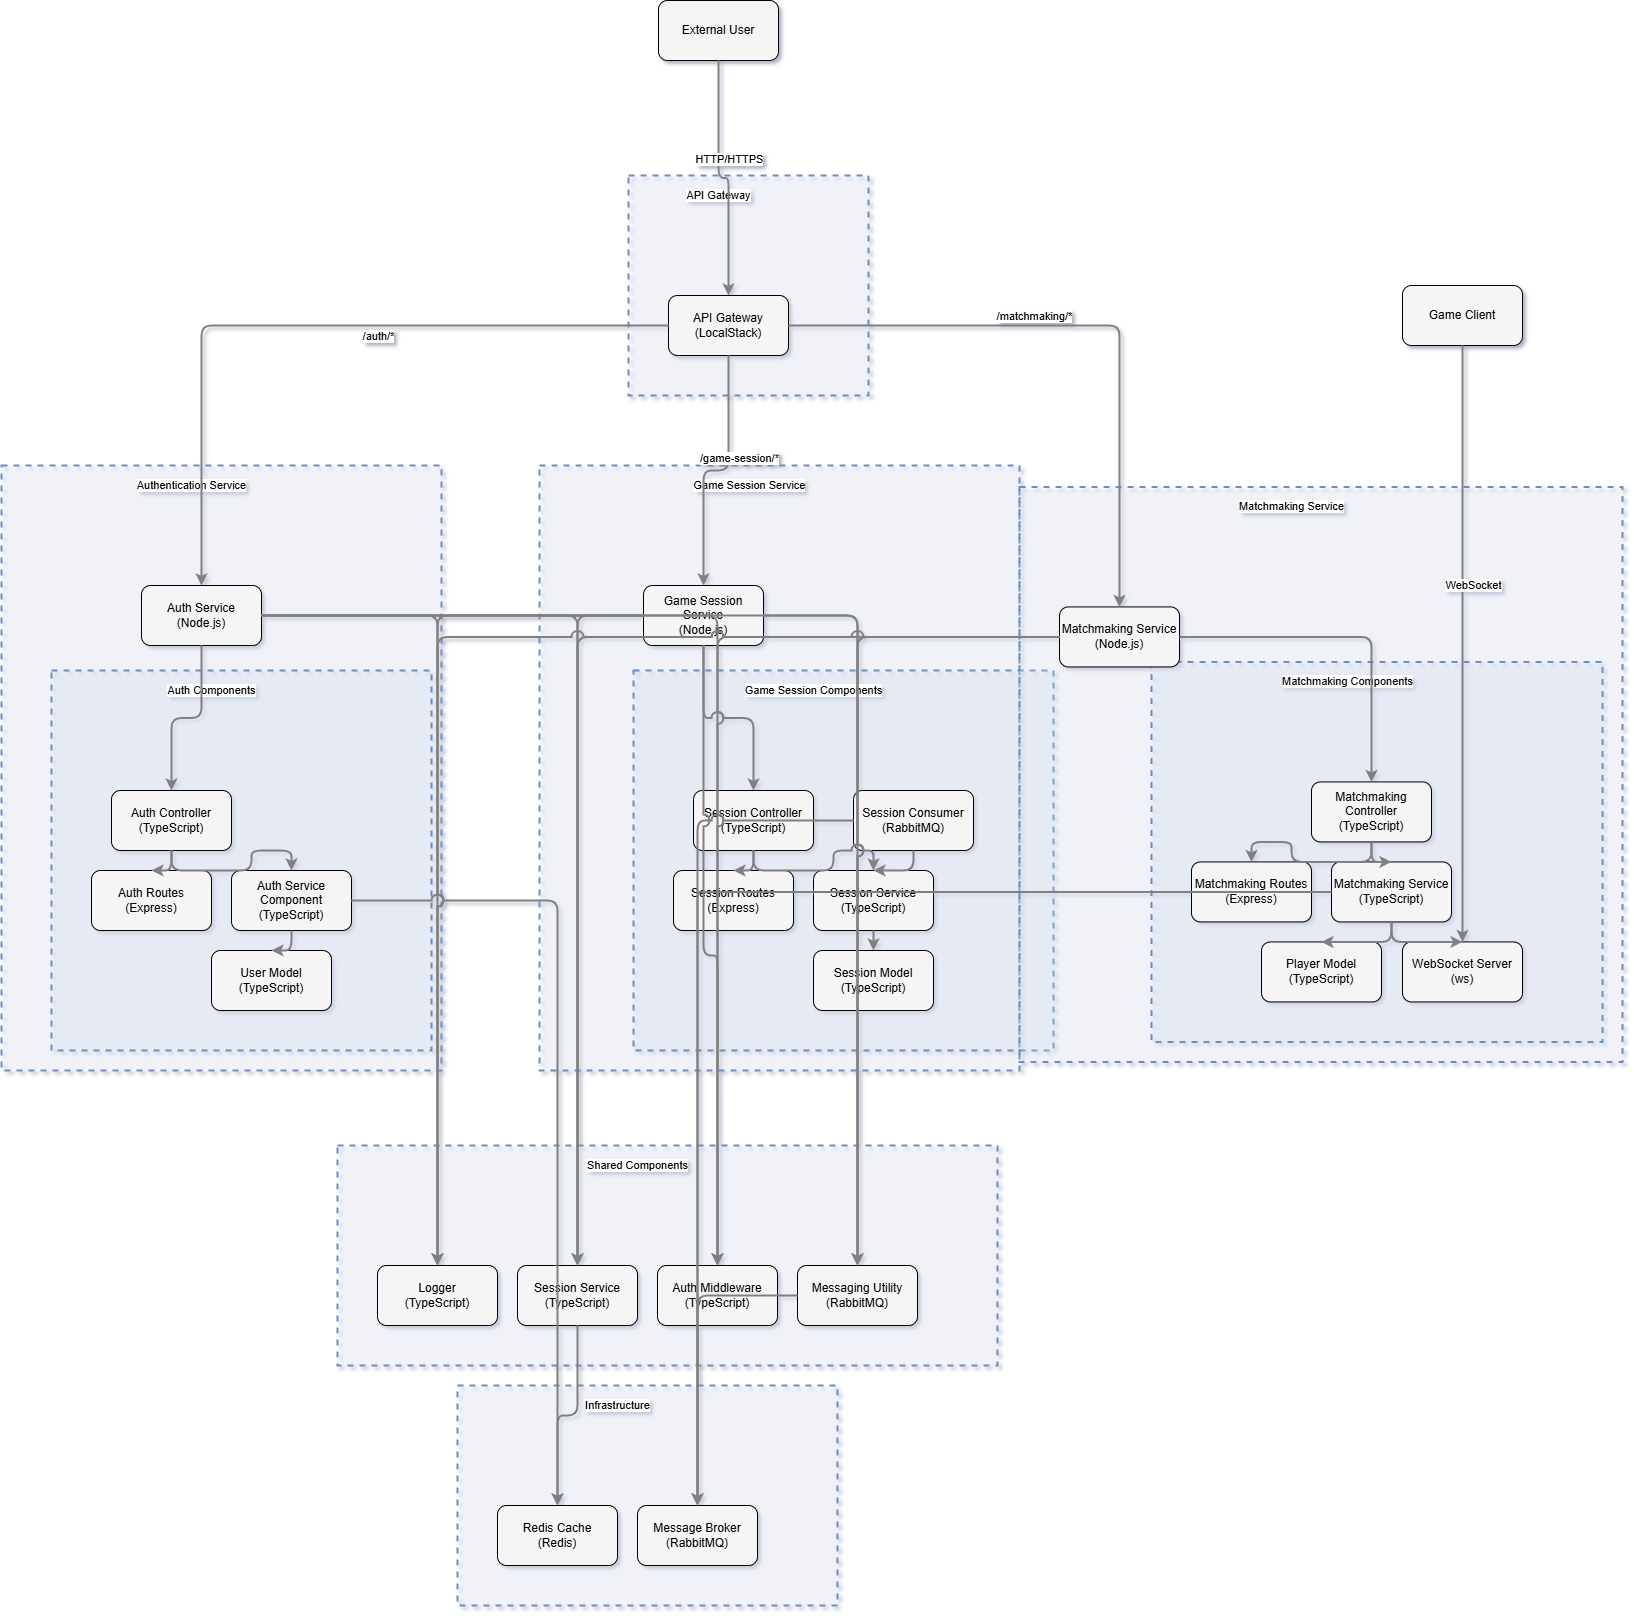 External User
HTTP/HTTPS
API Gateway
API Gateway
(LocalStack)
/auth/*
/matchmaking/*
Game Client
/game-session/*
Authentication Service
Game Session Service
Matchmaking Service
WebSocket
Auth Service
(Node.js)
Game Session
Service
(Node.js)
Matchmaking Service
(Node.js)
Auth Components
Game Session Components
Matchmaking Components
Auth Controller
(TypeScript)
Session Controller
(TypeScript)
Session Consumer
(RabbitMQ)
Matchmaking
Controller
(TypeScript)
Auth Routes
(Express)
Auth Service
Component
(TypeScript)
Session Routes
(Express)
Session Service
(TypeScript)
Matchmaking Routes
(Express)
Matchmaking Service
(TypeScript)
User Model
(TypeScript)
Session Model
(TypeScript)
Player Model
(TypeScript)
WebSocket Server
(ws)
Shared Components
Logger
(TypeScript)
Session Service
(TypeScript)
Auth Middleware
(TypeScript)
Messaging Utility
(RabbitMQ)
Infrastructure
Redis Cache
(Redis)
Message Broker
(RabbitMQ)